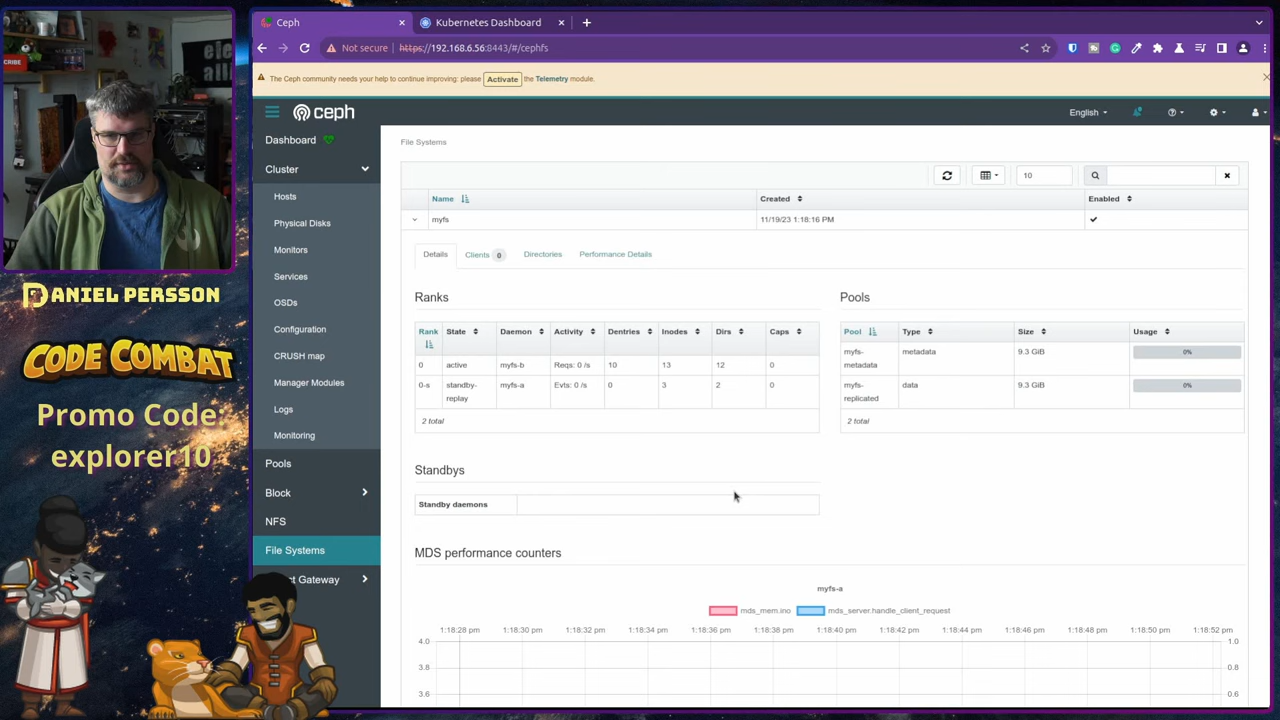 Ceph
Kubernetes Dashboard
Not secure
https://192.168.6.56:8443/#/cephfs
The Ceph community needs your help to continue improving: please Activate the Telemetry module.
ceph
English
Dashboard
Cluster
Hosts
Physical Disks
Monitors
Services
OSDs
Configuration
CRUSH map
Manager Modules
Logs
Monitoring
Pools
Block
NFS
File Systems
t Gateway
File Systems
10
Name Created Enabled
myfs 11/19/23 1:18:16 PM
Details Clients 0 Directories Performance Details
Ranks
Rank State Daemon Activity Dentries Inodes Dirs Caps
0 active myfs-b Reqs: 0 /s 10 13 12 0
0-s standby-replay myfs-a Evts: 0 /s 0 3 2 0
2 total
Pools
Pool Type Size Usage
myfs-metadata metadata 9.3 GiB 0%
myfs-replicated data 9.3 GiB 0%
2 total
Standbys
Standby daemons
MDS performance counters
myfs-a
mds_mem.ino mds_server.handle_client_request
1:18:28 pm 1:18:30 pm 1:18:32 pm 1:18:34 pm 1:18:36 pm 1:18:38 pm 1:18:40 pm 1:18:42 pm 1:18:44 pm 1:18:46 pm 1:18:48 pm 1:18:50 pm 1:18:52 pm
4.0 1.0
3.8 0.8
3.6 0.6
CRIBE
DANIEL PERSSON
CODE COMBAT
Promo Code:
explorer10